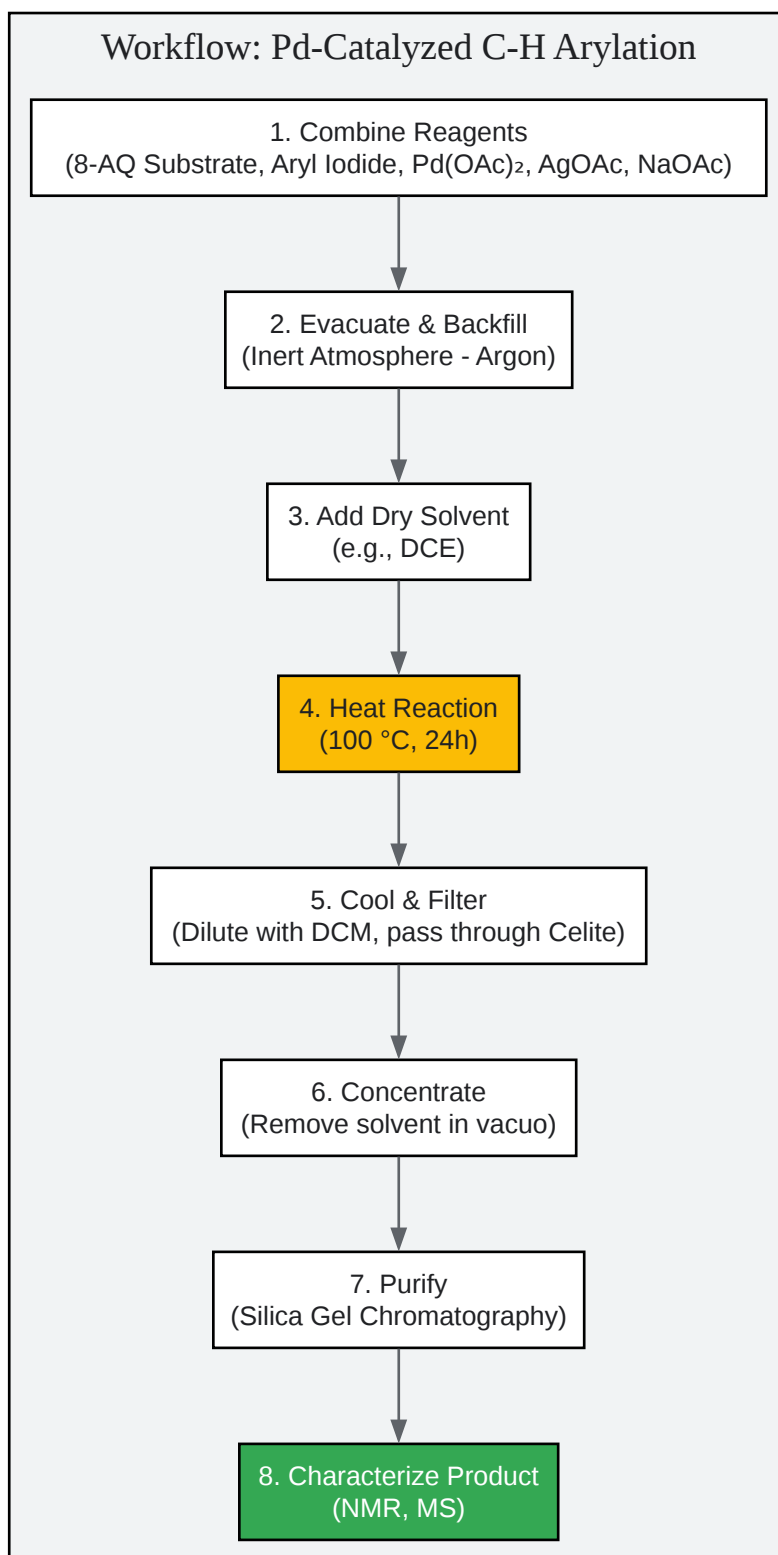 Workflow: Pd-Catalyzed C-H Arylation
1. Combine Reagents
(8-AQ Substrate, Aryl Iodide, Pd(OAc)₂, AgOAc, NaOAc)
2. Evacuate & Backfill
(Inert Atmosphere - Argon)
3. Add Dry Solvent
(e.g., DCE)
4. Heat Reaction
(100 °C, 24h)
5. Cool & Filter
(Dilute with DCM, pass through Celite)
6. Concentrate
(Remove solvent in vacuo)
7. Purify
(Silica Gel Chromatography)
8. Characterize Product
(NMR, MS)